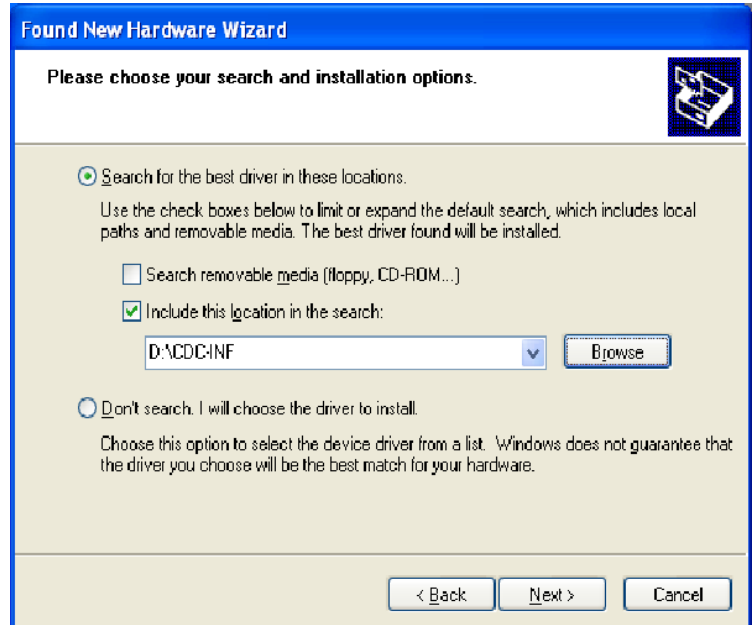 Found New Hardware Wizard
Please choose your search and installation options.
Search for the best driver in these locations.
Use the check boxes below to limit or expand the default search, which includes local
paths and removable media. The best driver found will be installed.
Search removable media (floppy, CD-ROM...)
Include this location in the search:
D:\CDC-INF
Browse
Don't search. I will choose the driver to install.
Choose this option to select the device driver from a list. Windows does not guarantee that
the driver you choose will be the best match for your hardware.
< Back
Next >
Cancel